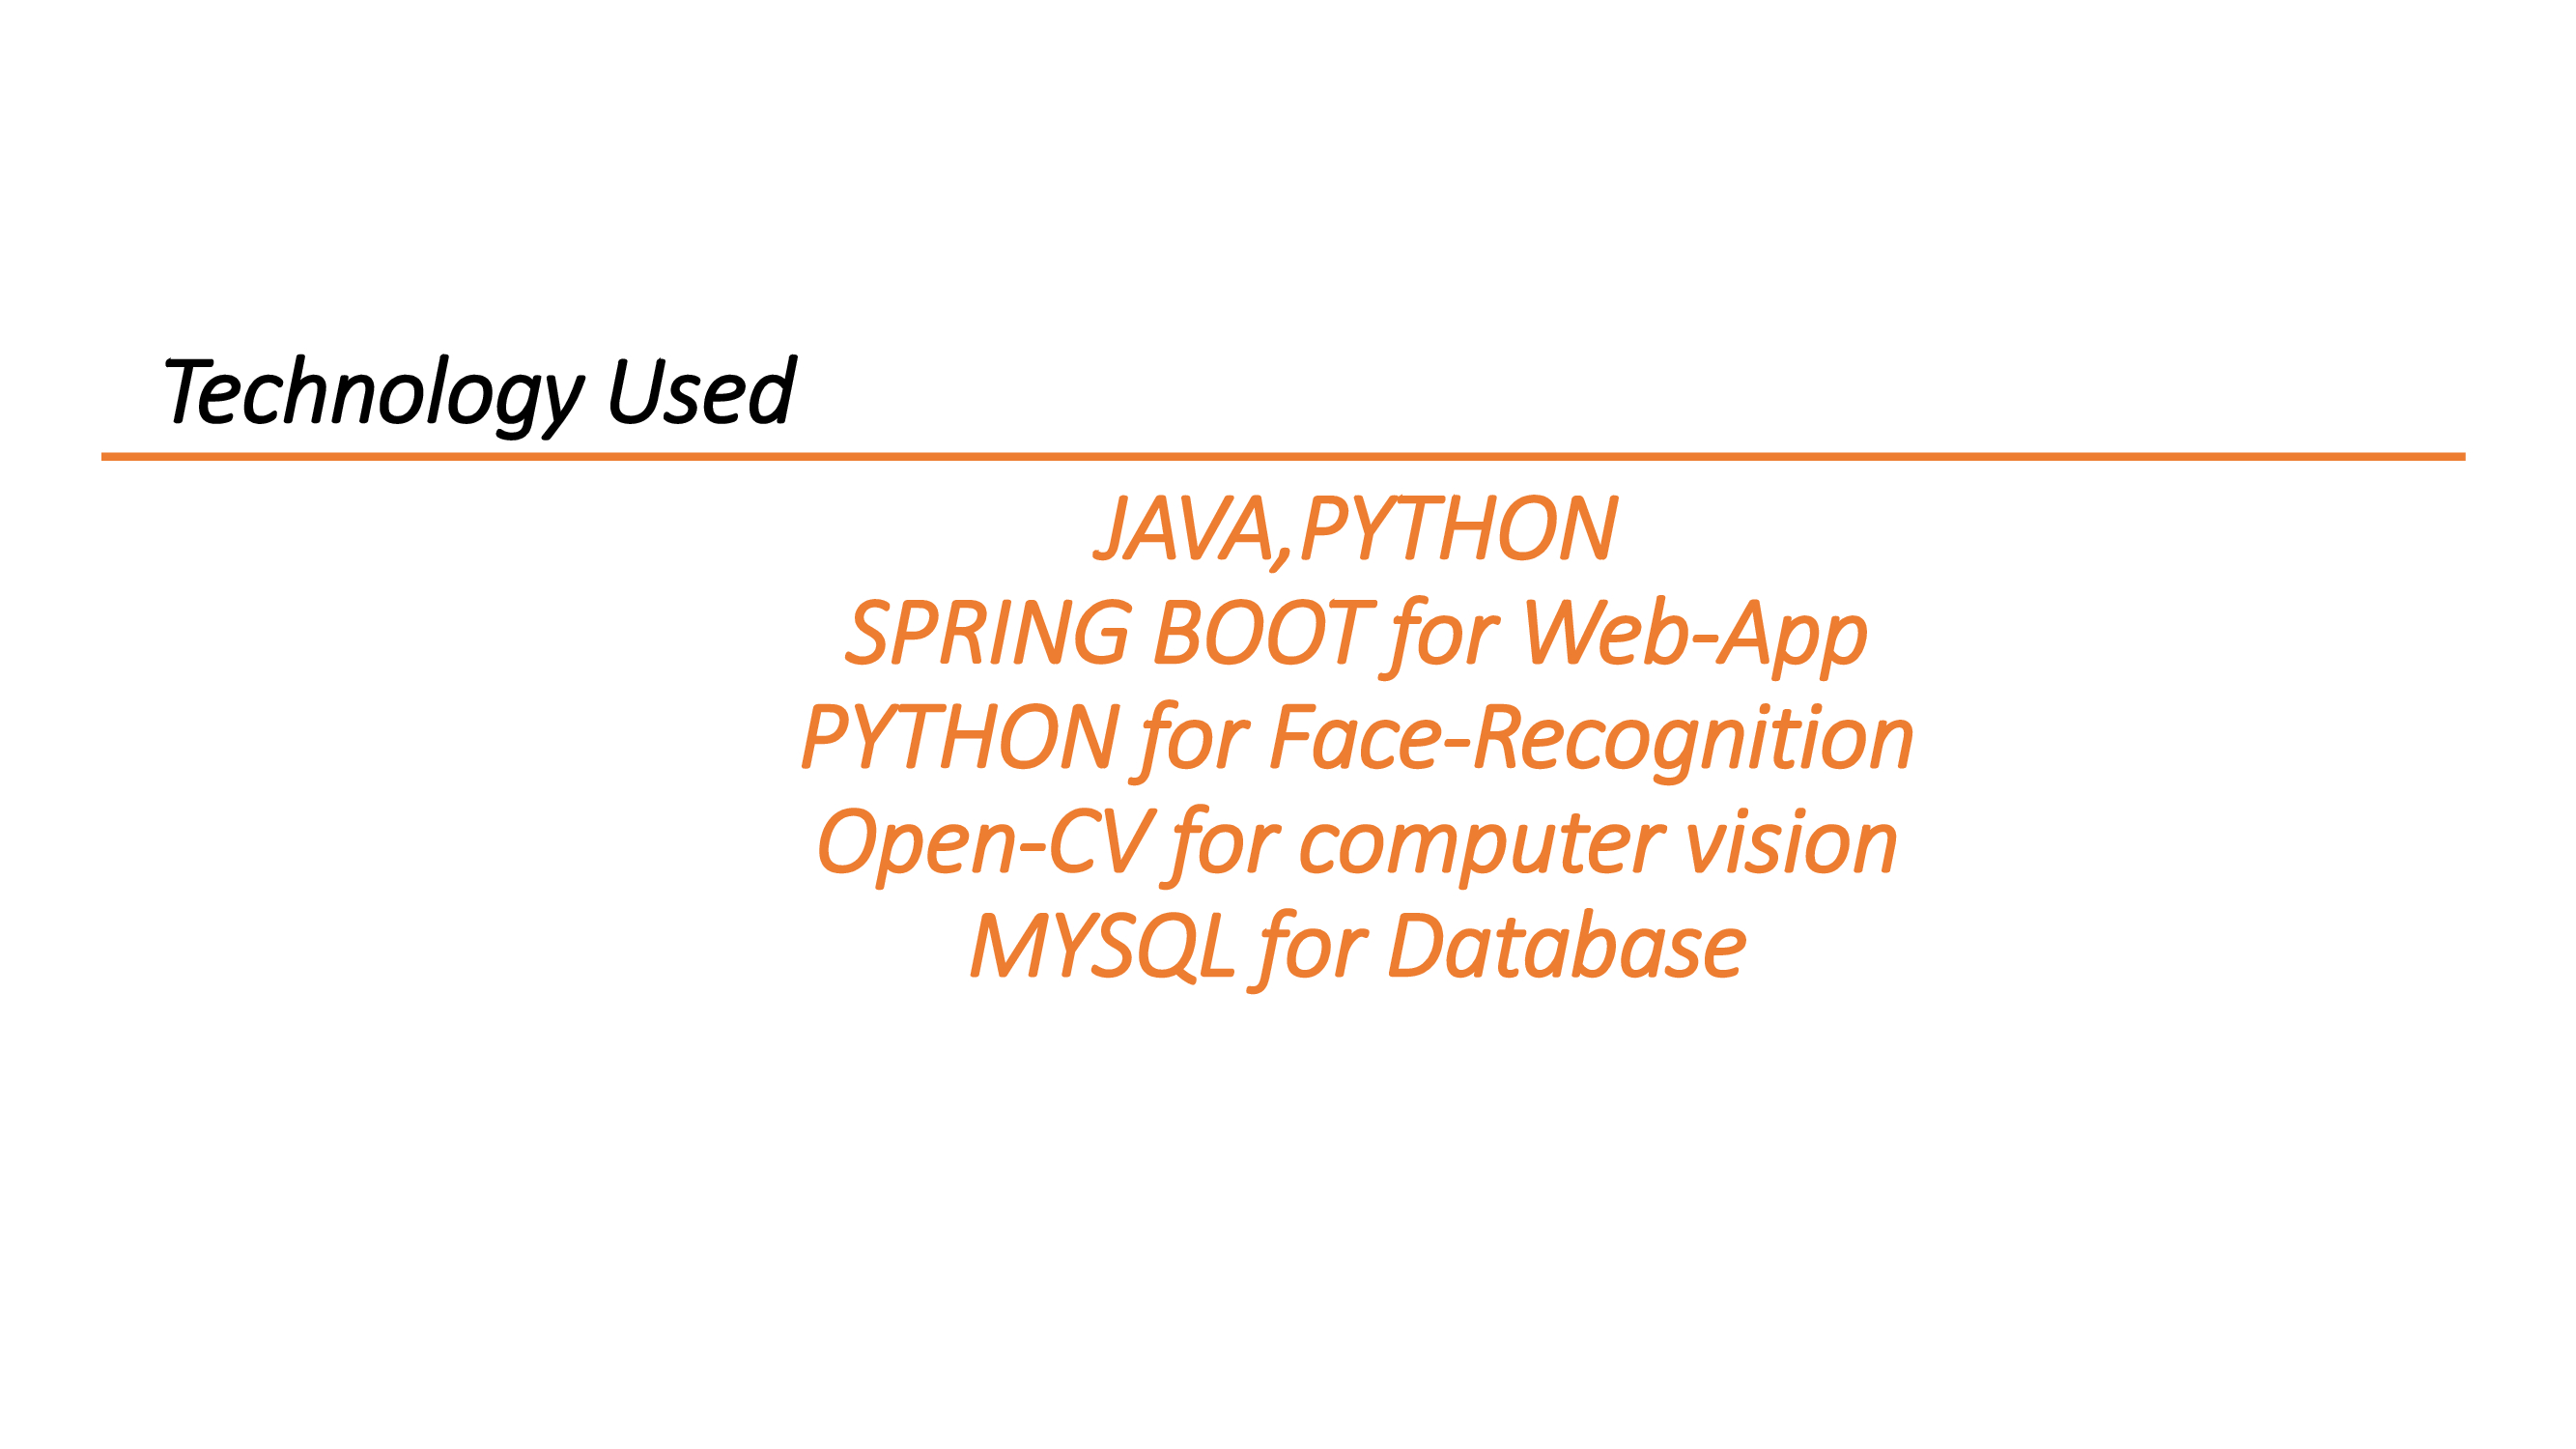 Technology Used
JAVA,PYTHON
SPRING BOOT for Web-App
PYTHON for Face-Recognition
Open-CV for computer vision
MYSQL for Database